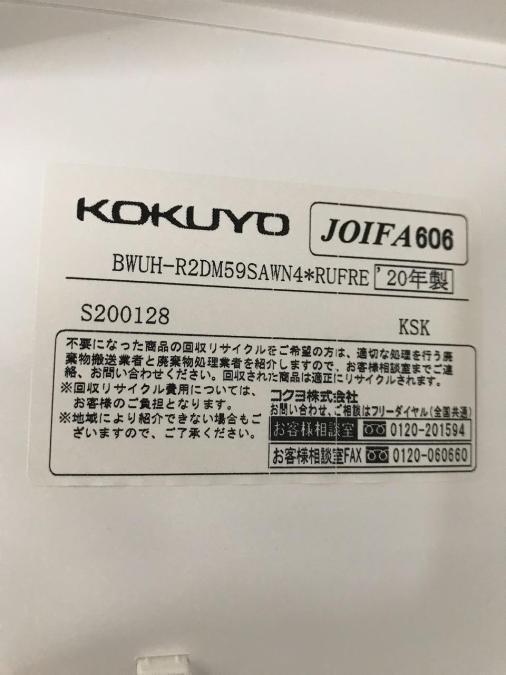 KOKUYO
JOIFA606
BWUH-R2DM59SAWN4*RUFRE '20年製
S200128
KSK
不要になった商品の回収リサイクルをご希望の方は、適切な処理を行う廃
棄物搬送業者と廃棄物処理業者を紹介しますので、お客様相談室までご連
絡、お問い合わせください。回収された商品は適正にリサイクルされます。
※回収リサイクル費用については、
お客様のご負担となります。
※地域により紹介できない場合もご
ざいますので、ご了承ください。
コクヨ株式会社
お問い合わせ、ご相談はフリーダイヤル(全国共通)
お客様相談室 0120-201594
お客様相談室FAX 0120-060660